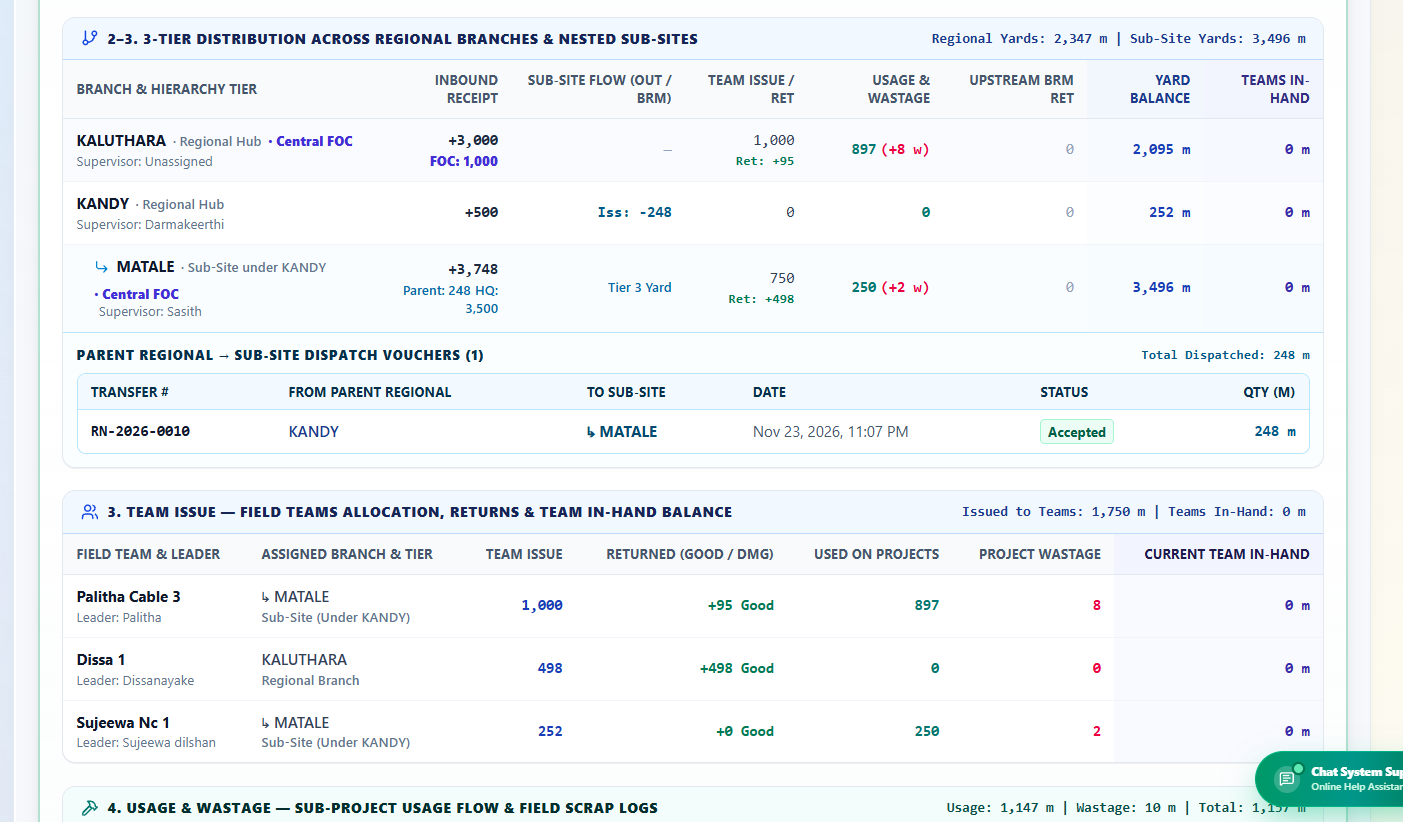 2–3. 3-TIER DISTRIBUTION ACROSS REGIONAL BRANCHES & NESTED SUB-SITES
Regional Yards: 2,347 m | Sub-Site Yards: 3,496 m
BRANCH & HIERARCHY TIER
INBOUND RECEIPT
SUB-SITE FLOW (OUT / BRM)
TEAM ISSUE / RET
USAGE & WASTAGE
UPSTREAM BRM RET
YARD BALANCE
TEAMS IN-HAND
KALUTHARA · Regional Hub · Central FOC
Supervisor: Unassigned
+3,000
FOC: 1,000
—
1,000
Ret: +95
897 (+8 w)
0
2,095 m
0 m
KANDY · Regional Hub
Supervisor: Darmakeerthi
+500
Iss: -248
0
0
0
252 m
0 m
↳ MATALE · Sub-Site under KANDY
· Central FOC
Supervisor: Sasith
+3,748
Parent: 248 HQ:
3,500
Tier 3 Yard
750
Ret: +498
250 (+2 w)
0
3,496 m
0 m
PARENT REGIONAL → SUB-SITE DISPATCH VOUCHERS (1)
Total Dispatched: 248 m
TRANSFER # FROM PARENT REGIONAL TO SUB-SITE DATE STATUS QTY (M)
RN-2026-0010 KANDY ↳ MATALE Nov 23, 2026, 11:07 PM Accepted 248 m
3. TEAM ISSUE — FIELD TEAMS ALLOCATION, RETURNS & TEAM IN-HAND BALANCE
Issued to Teams: 1,750 m | Teams In-Hand: 0 m
FIELD TEAM & LEADER ASSIGNED BRANCH & TIER TEAM ISSUE RETURNED (GOOD / DMG) USED ON PROJECTS PROJECT WASTAGE CURRENT TEAM IN-HAND
Palitha Cable 3
Leader: Palitha
↳ MATALE
Sub-Site (Under KANDY)
1,000
+95 Good
897
8
0 m
Dissa 1
Leader: Dissanayake
KALUTHARA
Regional Branch
498
+498 Good
0
0
0 m
Sujeewa Nc 1
Leader: Sujeewa dilshan
↳ MATALE
Sub-Site (Under KANDY)
252
+0 Good
250
2
0 m
4. USAGE & WASTAGE — SUB-PROJECT USAGE FLOW & FIELD SCRAP LOGS
Usage: 1,147 m | Wastage: 10 m | Total: 1,157 m
Chat System Sup
Online Help Assistan